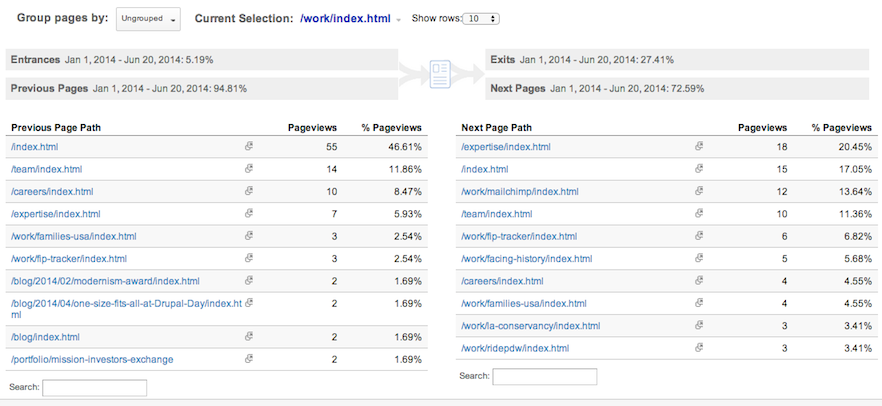 Group pages by: Ungrouped Current Selection: /work/index.html Show rows: 10
Entrances Jan 1, 2014 - Jun 20, 2014: 5.19%
Previous Pages Jan 1, 2014 - Jun 20, 2014: 94.81%
Exits Jan 1, 2014 - Jun 20, 2014: 27.41%
Next Pages Jan 1, 2014 - Jun 20, 2014: 72.59%
Previous Page Path Pageviews % Pageviews
/index.html 55 46.61%
/team/index.html 14 11.86%
/careers/index.html 10 8.47%
/expertise/index.html 7 5.93%
/work/families-usa/index.html 3 2.54%
/work/fip-tracker/index.html 3 2.54%
/blog/2014/02/modernism-award/index.html 2 1.69%
/blog/2014/04/one-size-fits-all-at-Drupal-Day/index.ht 2 1.69%
ml
/blog/index.html 2 1.69%
/portfolio/mission-investors-exchange 2 1.69%
Search:
Next Page Path Pageviews % Pageviews
/expertise/index.html 18 20.45%
/index.html 15 17.05%
/work/mailchimp/index.html 12 13.64%
/team/index.html 10 11.36%
/work/fip-tracker/index.html 6 6.82%
/work/facing-history/index.html 5 5.68%
/careers/index.html 4 4.55%
/work/families-usa/index.html 4 4.55%
/work/la-conservancy/index.html 3 3.41%
/work/ridepdw/index.html 3 3.41%
Search: